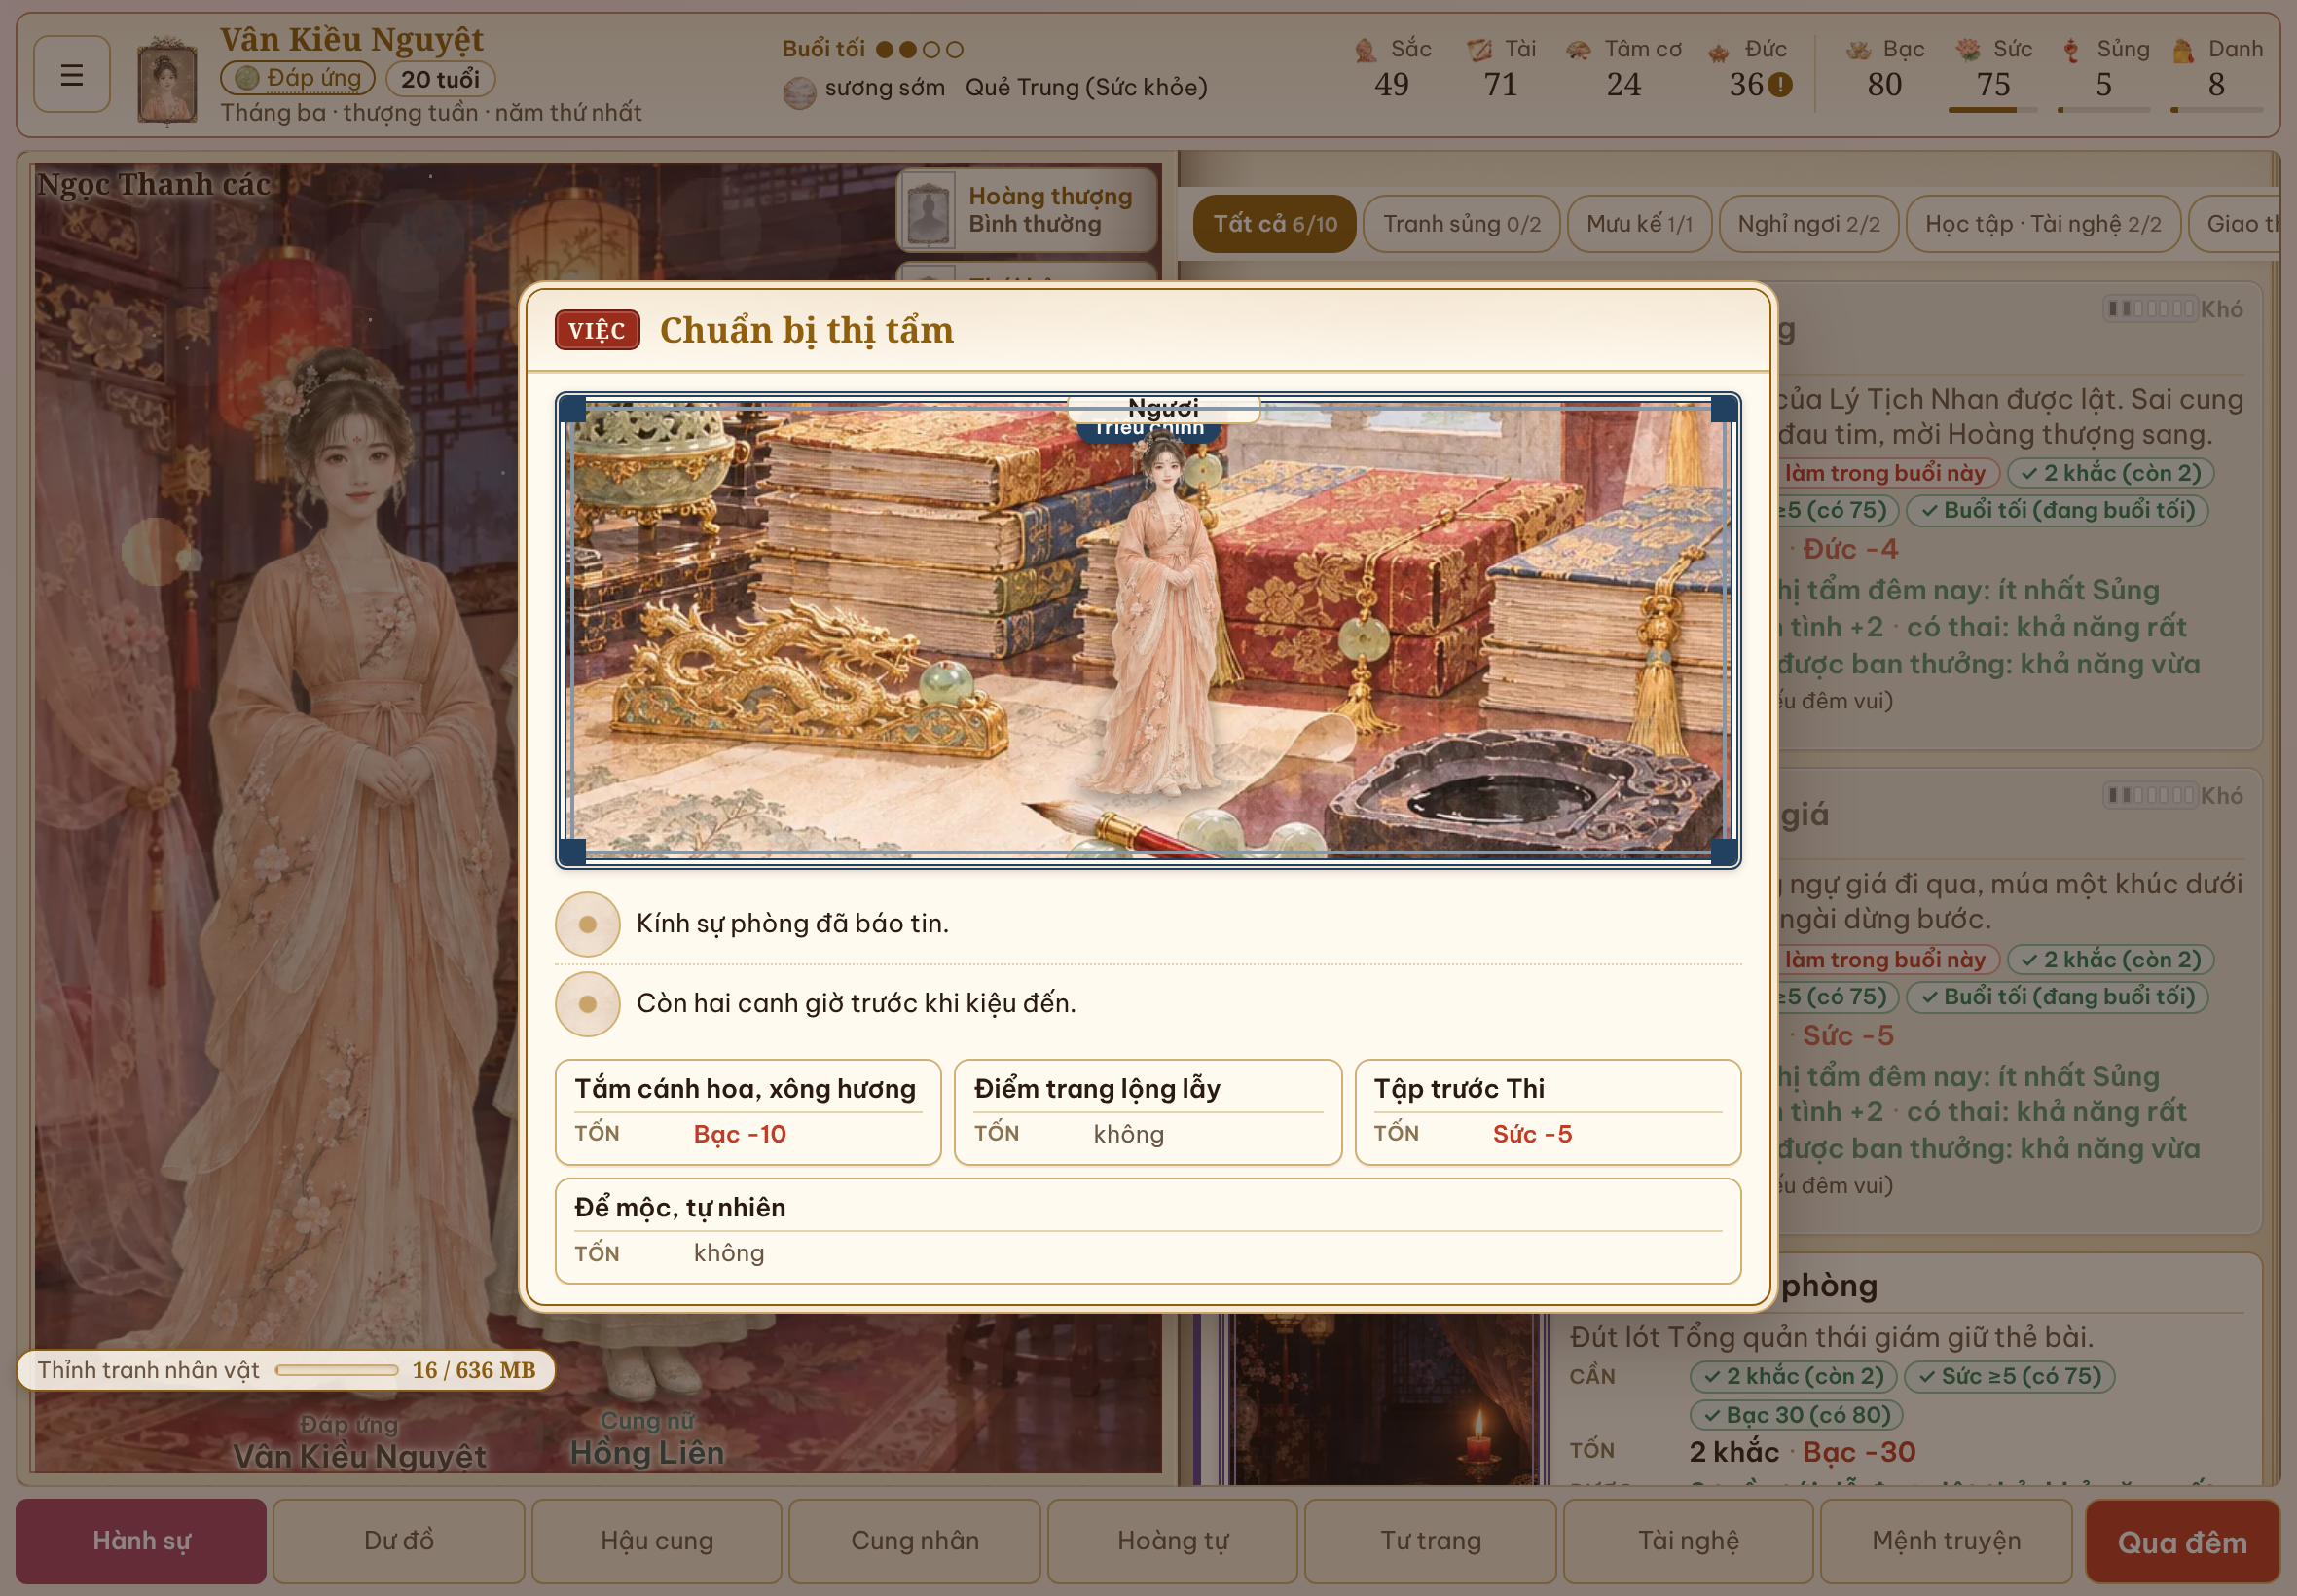 ☰
Vân Kiều Nguyệt
Đáp ứng
20 tuổi
Tháng ba · thượng tuần · năm thứ nhất
Buổi tối
sương sớm Quẻ Trung (Sức khỏe)
Sắc
49
Tài
71
Tâm cơ
24
Đức
36
!
Bạc
80
Sức
75
Sủng
5
Danh
8
Ngọc Thanh các
Hoàng thượng
Bình thường
Tất cả 6/10
Tranh sủng 0/2
Mưu kế 1/1
Nghỉ ngơi 2/2
Học tập · Tài nghệ 2/2
Giao
Khó
của Lý Tịch Nhan được lật. Sai cung
đau tim, mời Hoàng thượng sang.
làm trong buổi này
✓ 2 khắc (còn 2)
≥5 (có 75)
✓ Buổi tối (đang buổi tối)
· Đức -4
tẩm đêm nay: ít nhất Sủng
tình +2 · có thai: khả năng rất
được ban thưởng: khả năng vừa
đêm vui)
giá
Khó
ngự giá đi qua, múa một khúc dưới
ngài dừng bước.
làm trong buổi này
✓ 2 khắc (còn 2)
≥5 (có 75)
✓ Buổi tối (đang buổi tối)
· Sức -5
tẩm đêm nay: ít nhất Sủng
tình +2 · có thai: khả năng rất
được ban thưởng: khả năng vừa
đêm vui)
phòng
Đút lót Tổng quản thái giám giữ thẻ bài.
CẦN
✓ 2 khắc (còn 2)
✓ Sức ≥5 (có 75)
✓ Bạc 30 (có 80)
TỐN
2 khắc · Bạc -30
VIỆC
Chuẩn bị thị tẩm
Ngươi
Triều chính
Kính sự phòng đã báo tin.
Còn hai canh giờ trước khi kiệu đến.
Tắm cánh hoa, xông hương
TỐN Bạc -10
Điểm trang lộng lẫy
TỐN không
Tập trước Thi
TỐN Sức -5
Để mộc, tự nhiên
TỐN không
Thỉnh tranh nhân vật
16 / 636 MB
Đáp ứng
Vân Kiều Nguyệt
Cung nữ
Hồng Liên
Hành sự
Dư đồ
Hậu cung
Cung nhân
Hoàng tự
Tư trang
Tài nghệ
Mệnh truyện
Qua đêm